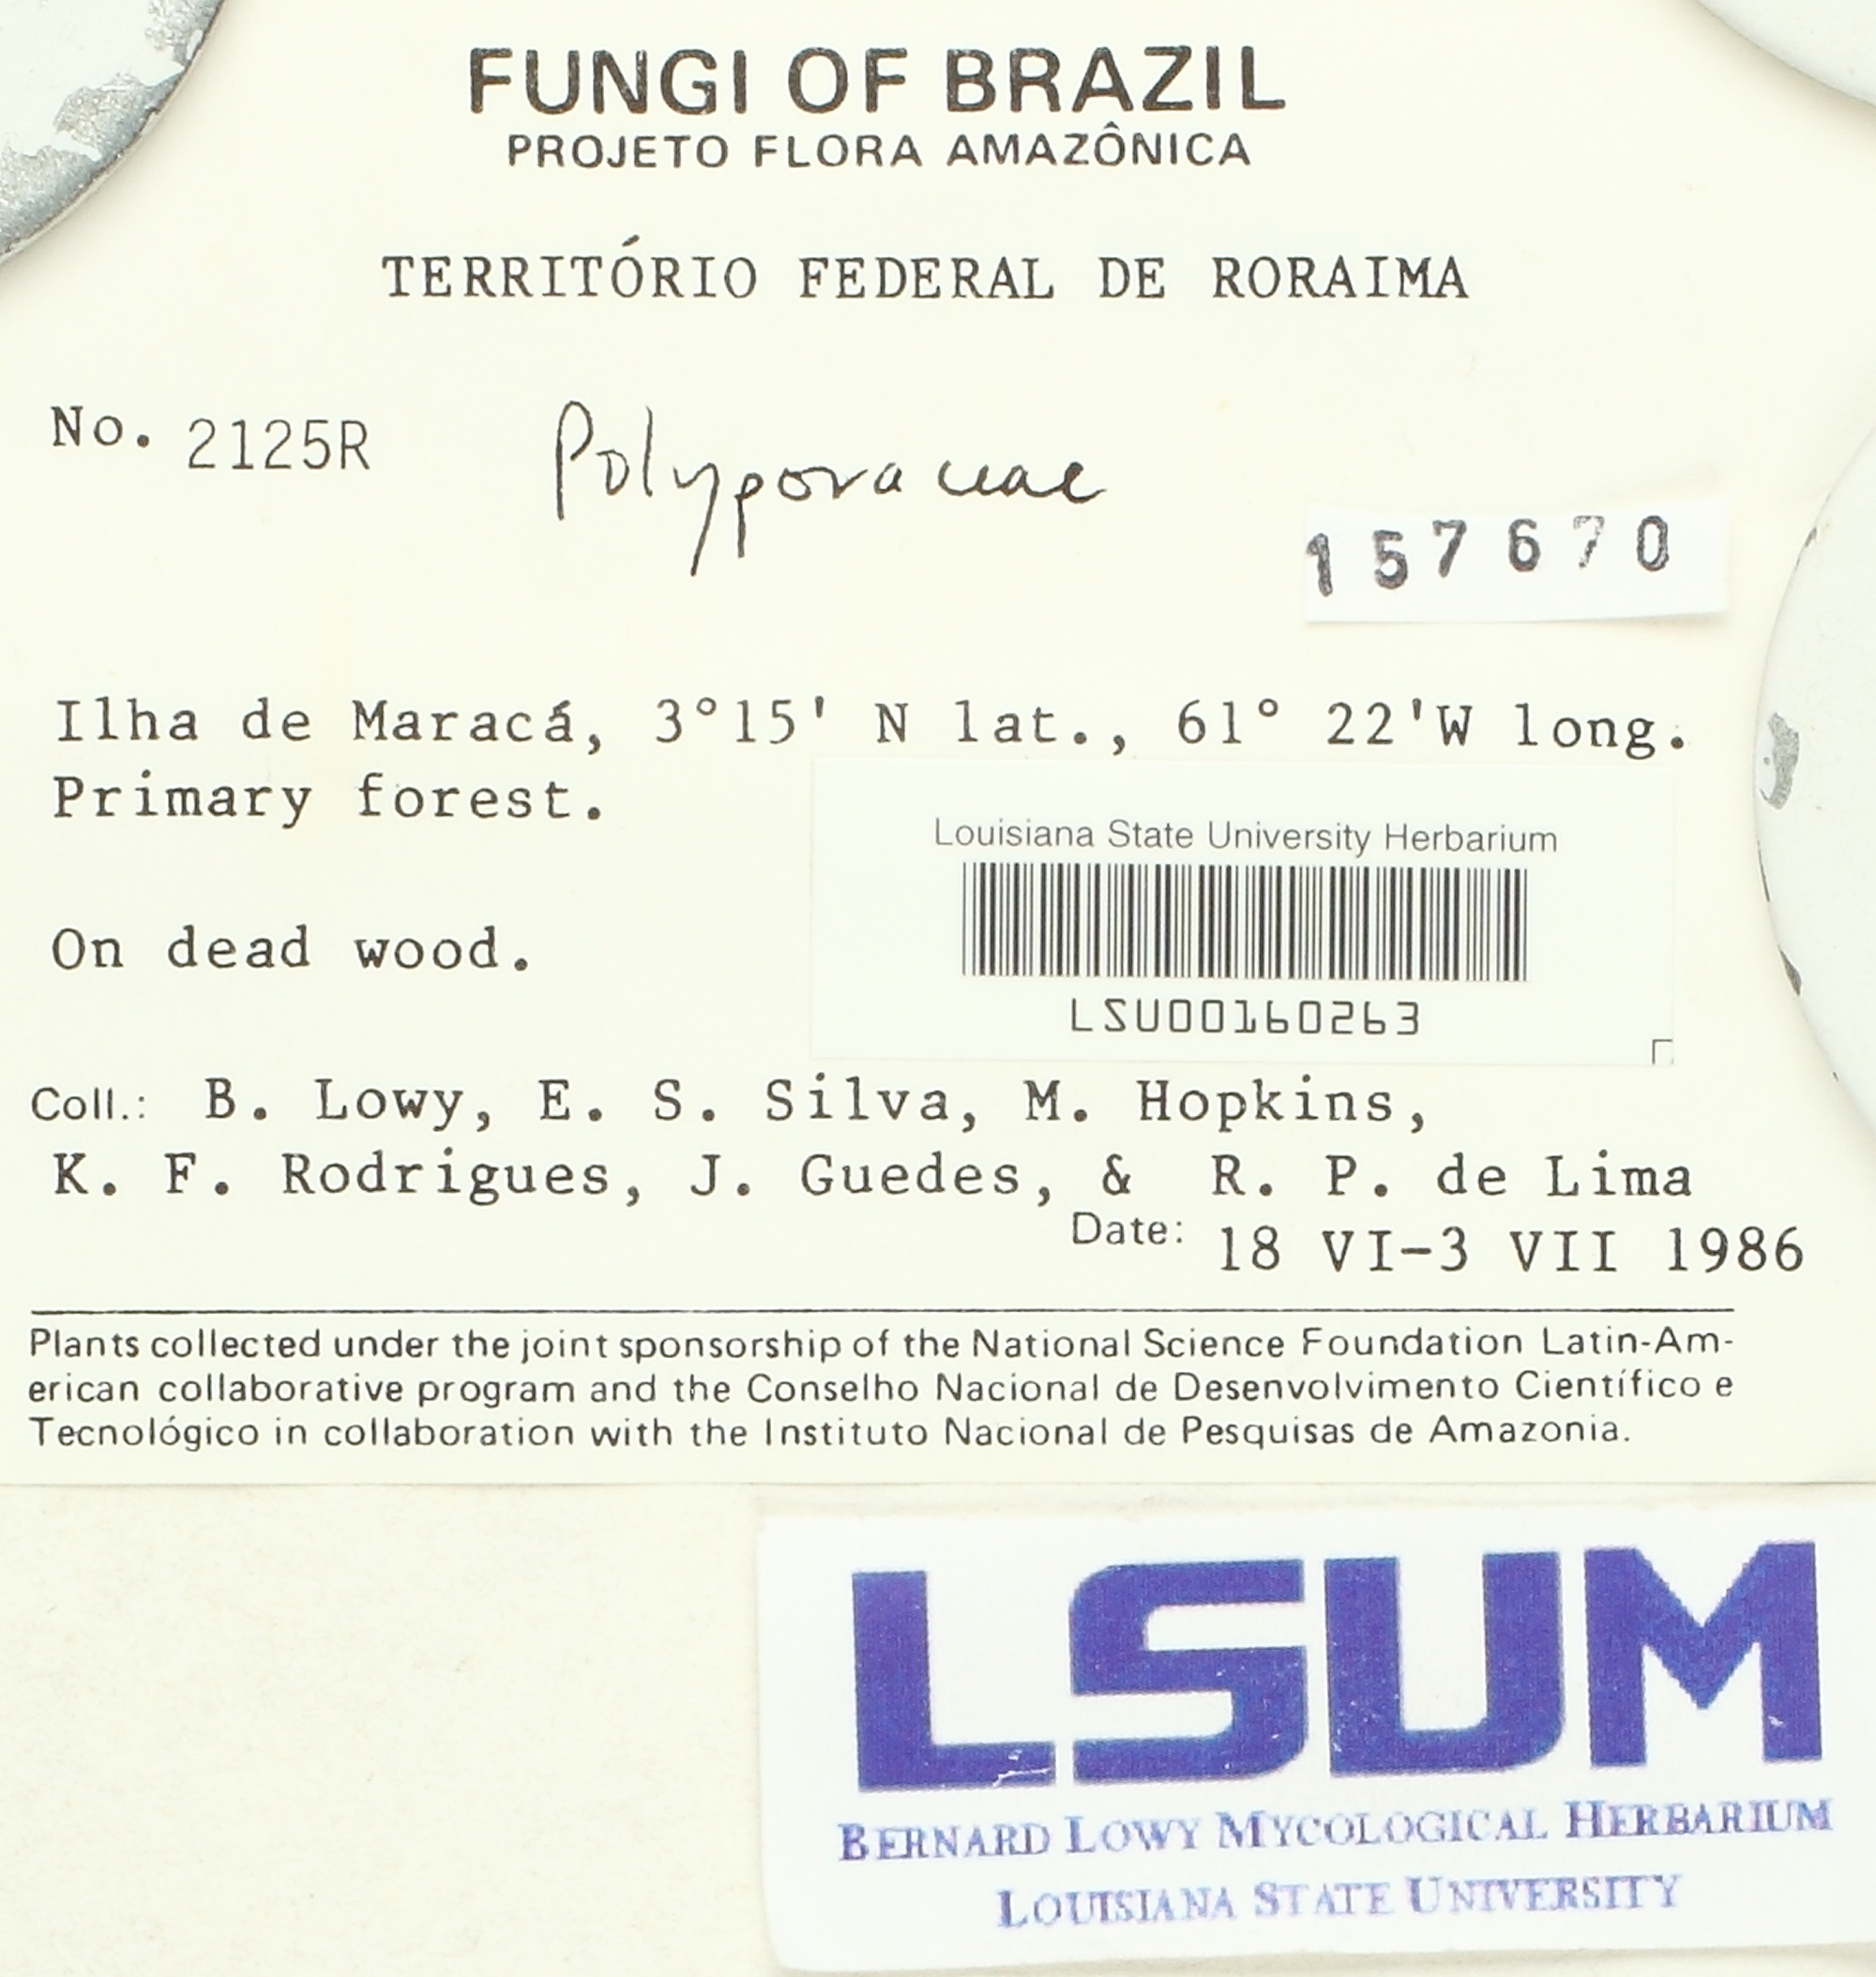 FUNGI OF BRAZIL
PROJETO FLORA AMAZÔNICA
TERRITÓRIO FEDERAL DE RORAIMA
No. 2125R Polyporaceae
157670
Ilha de Maracá, 3°15' N lat., 61° 22'W long.
Primary forest.
Louisiana State University Herbarium
On dead wood.
LSU00160263
Coll.: B. Lowy, E. S. Silva, M. Hopkins,
K. F. Rodrigues, J. Guedes, & R. P. de Lima
Date: 18 VI-3 VII 1986
Plants collected under the joint sponsorship of the National Science Foundation Latin-Am-
erican collaborative program and the Conselho Nacional de Desenvolvimento Científico e
Tecnológico in collaboration with the Instituto Nacional de Pesquisas de Amazonia.
LSUM
BERNARD LOWY MYCOLOGICAL HERBARIUM
LOUISIANA STATE UNIVERSITY